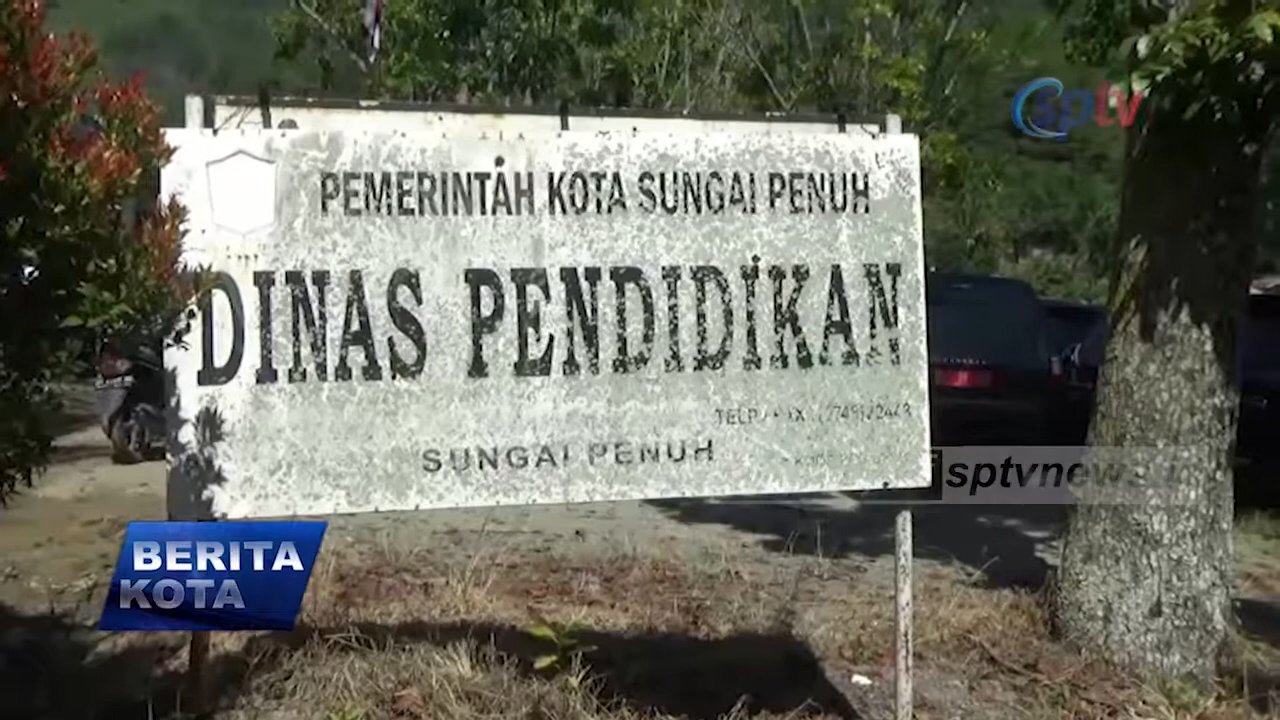 sptv
PEMERINTAH KOTA SUNGAI PENUH
DINAS PENDIDIKAN
SUNGAI PENUH
sptvnews
BERITA
KOTA